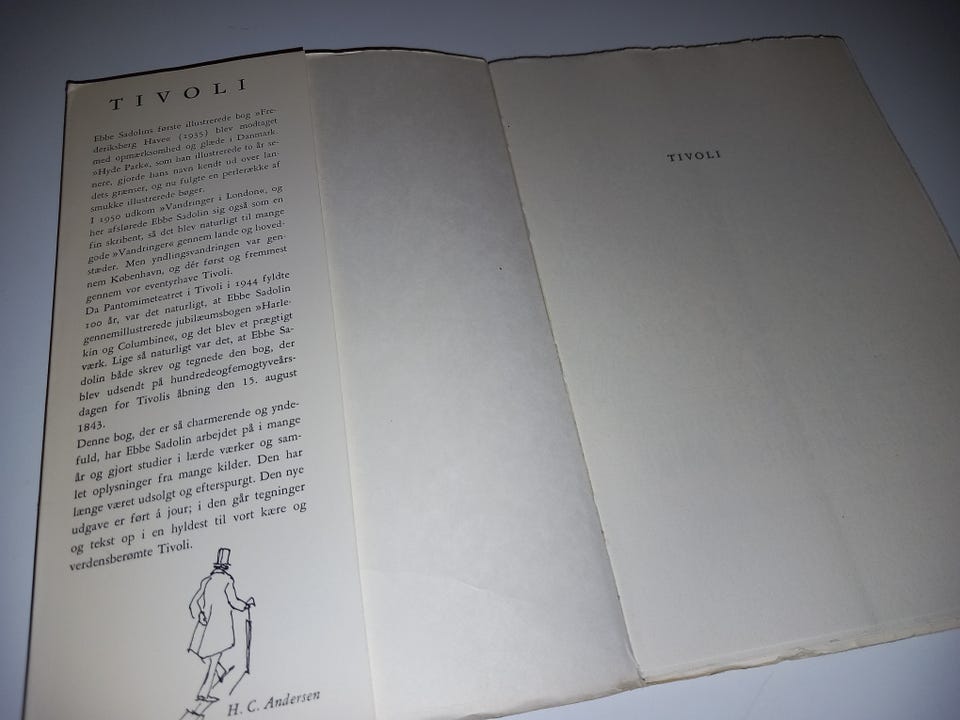 TIVOLI
Ebbe Sadolins første illustrerede bog »Fre-
deriksberg Have« (1935) blev modtaget
med opmærksomhed og glæde i Danmark.
»Hyde Park«, som han illustrerede to år se-
nere, gjorde hans navn kendt ud over lan-
dets grænser, og nu fulgte en perlerække af
smukke illustrerede bøger.
I 1950 udkom »Vandringer i London«, og
her afslørede Ebbe Sadolin sig også som en
fin skribent, så det blev naturligt til mange
gode »Vandringer« gennem lande og hoved-
stæder. Men yndlingsvandringen var gen-
nem København, og dér først og fremmest
gennem vor eventyrhave Tivoli.
Da Pantomimeteatret i Tivoli i 1944 fyldte
100 år, var det naturligt, at Ebbe Sadolin
gennemillustrerede jubilæumsbogen »Harle-
kin og Columbine«, og det blev et prægtigt
værk. Lige så naturligt var det, at Ebbe Sa-
dolin både skrev og tegnede den bog, der
blev udsendt på hundredeogfemogtyveårs-
dagen for Tivolis åbning den 15. august
1843.
Denne bog, der er så charmerende og ynde-
fuld, har Ebbe Sadolin arbejdet på i mange
år og gjort studier i lærde værker og sam-
let oplysninger fra mange kilder. Den har
længe været udsolgt og efterspurgt. Den nye
udgave er ført á jour; i den går tegninger
og tekst op i en hyldest til vort kære og
verdensberømte Tivoli.
H. C. Andersen
TIVOLI